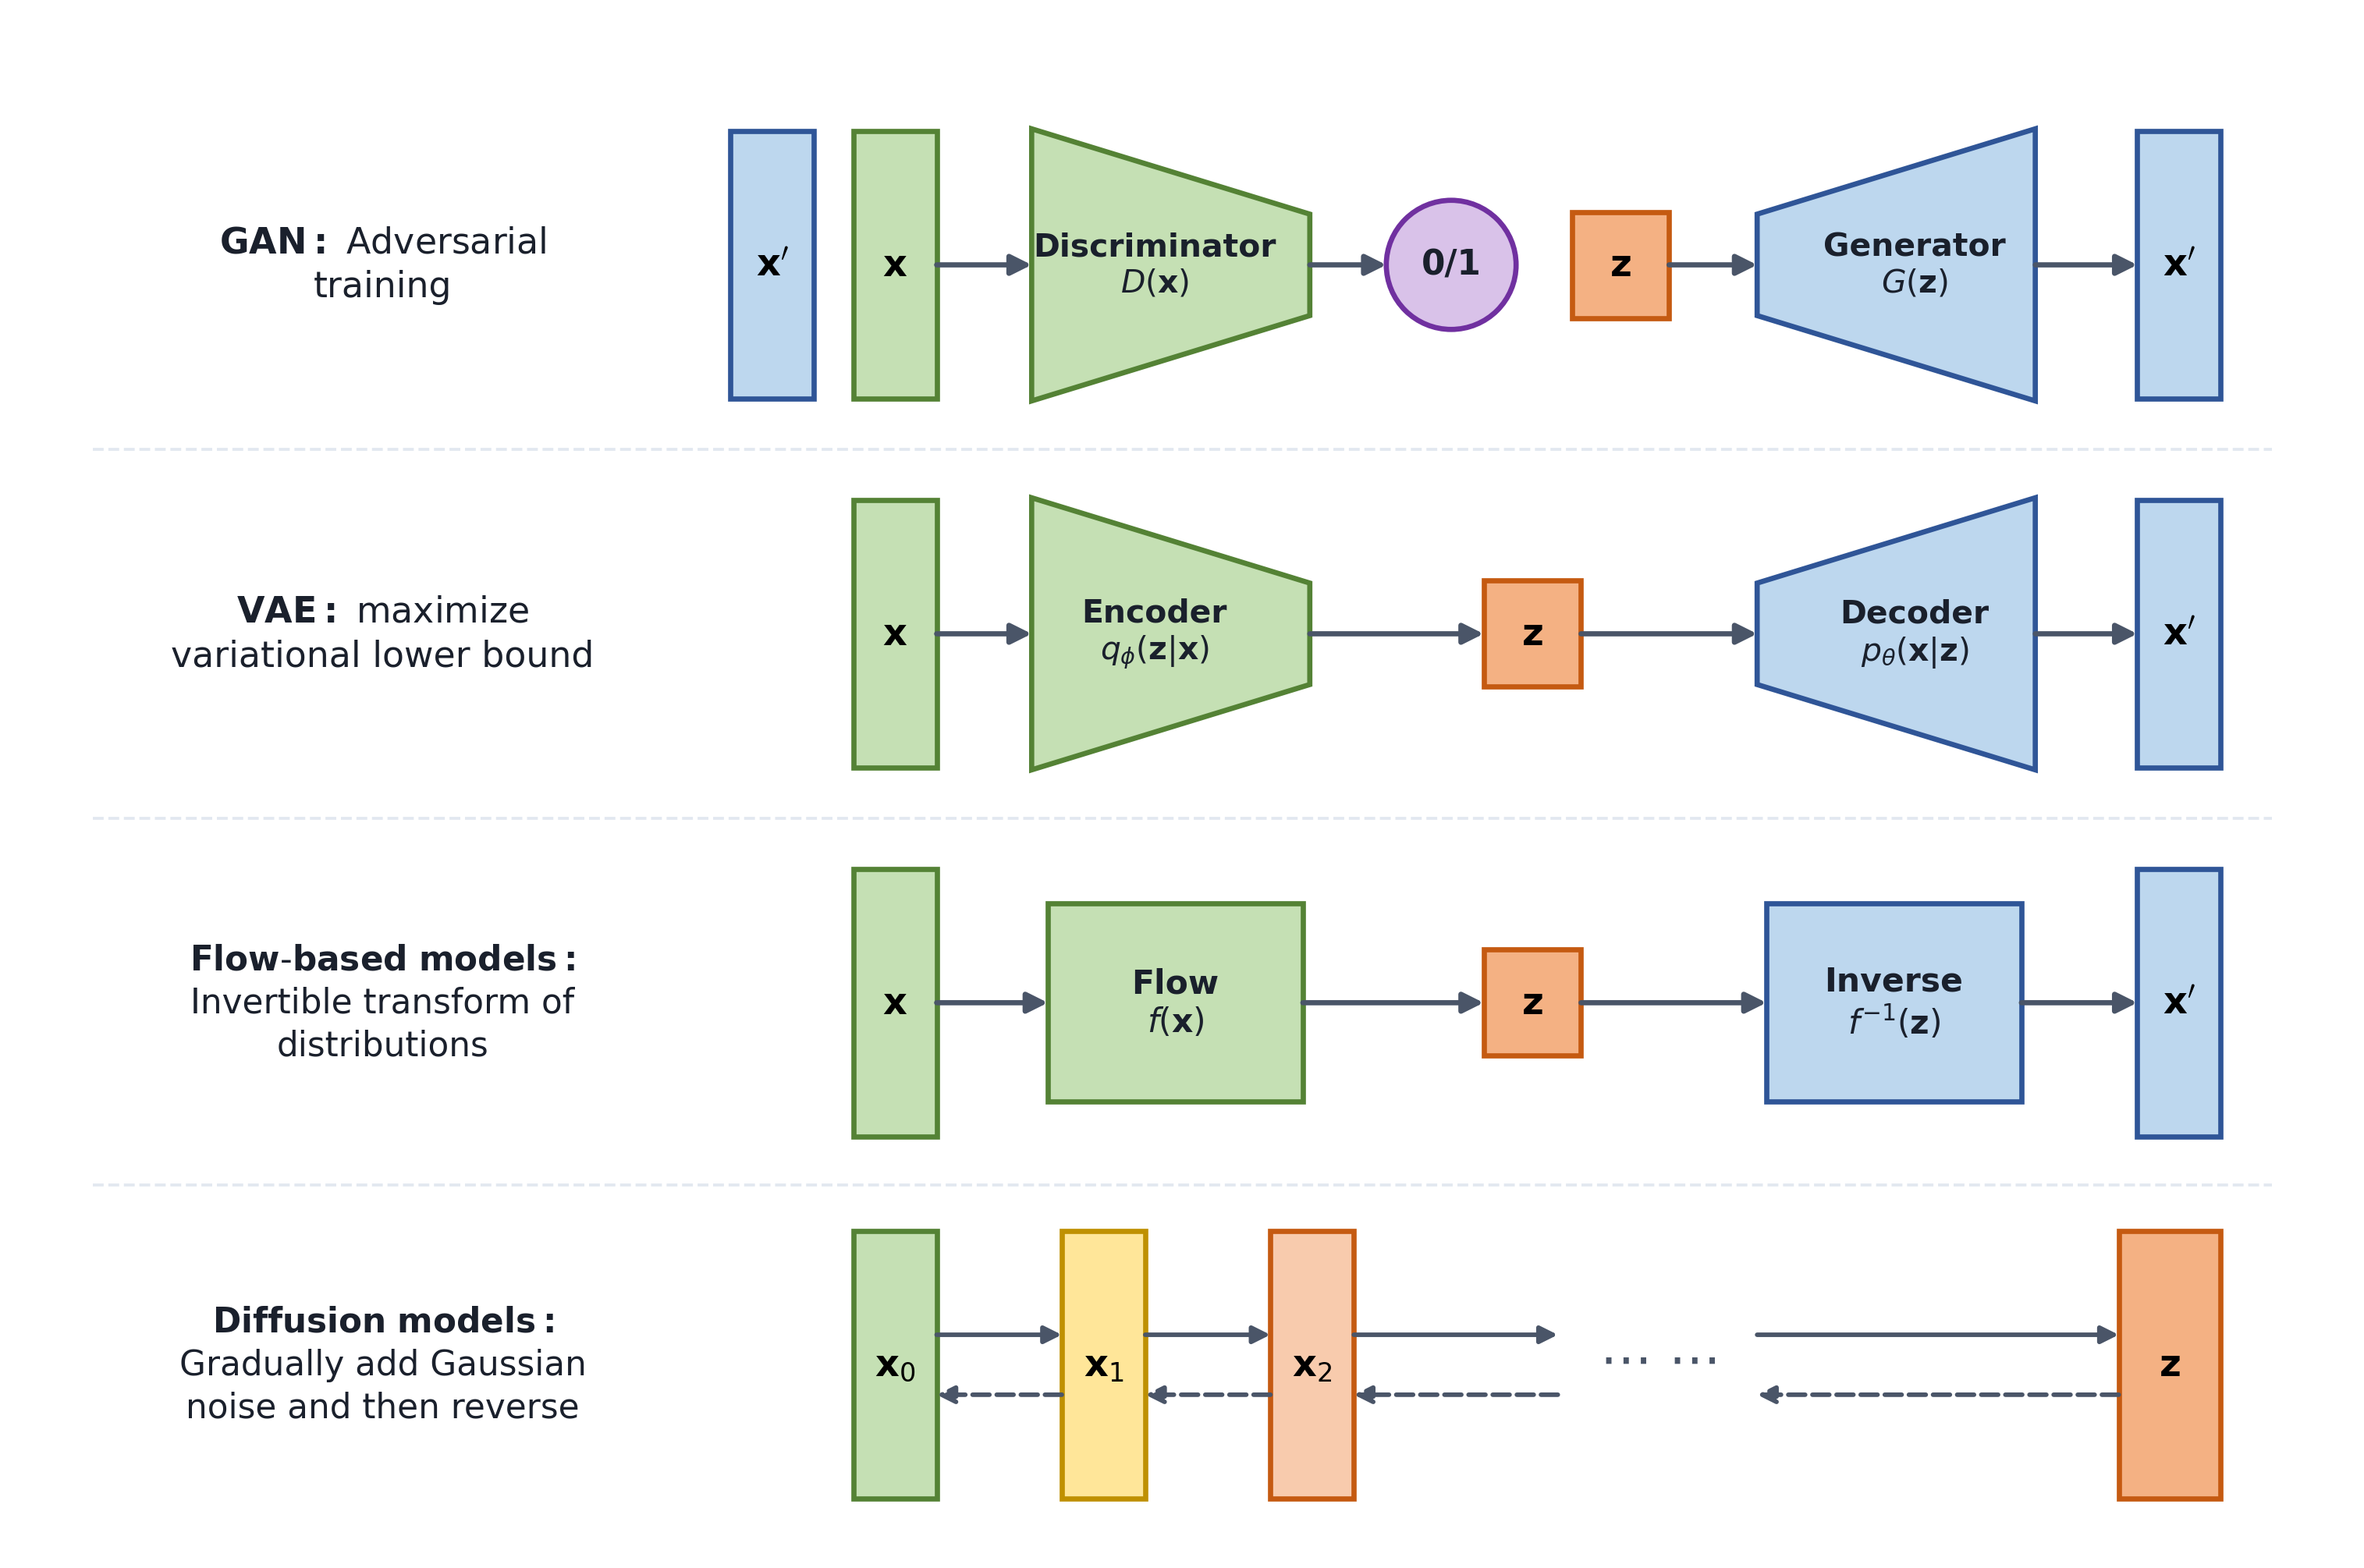 GAN: Adversarial
training
x′
x
Discriminator
D(x)
0/1
z
Generator
G(z)
x′
VAE: maximize
variational lower bound
x
Encoder
qϕ(z|x)
z
Decoder
pθ(x|z)
x′
Flow-based models:
Invertible transform of
distributions
x
Flow
f(x)
z
Inverse
f⁻¹(z)
x′
Diffusion models:
Gradually add Gaussian
noise and then reverse
x₀
x₁
x₂
... ...
z